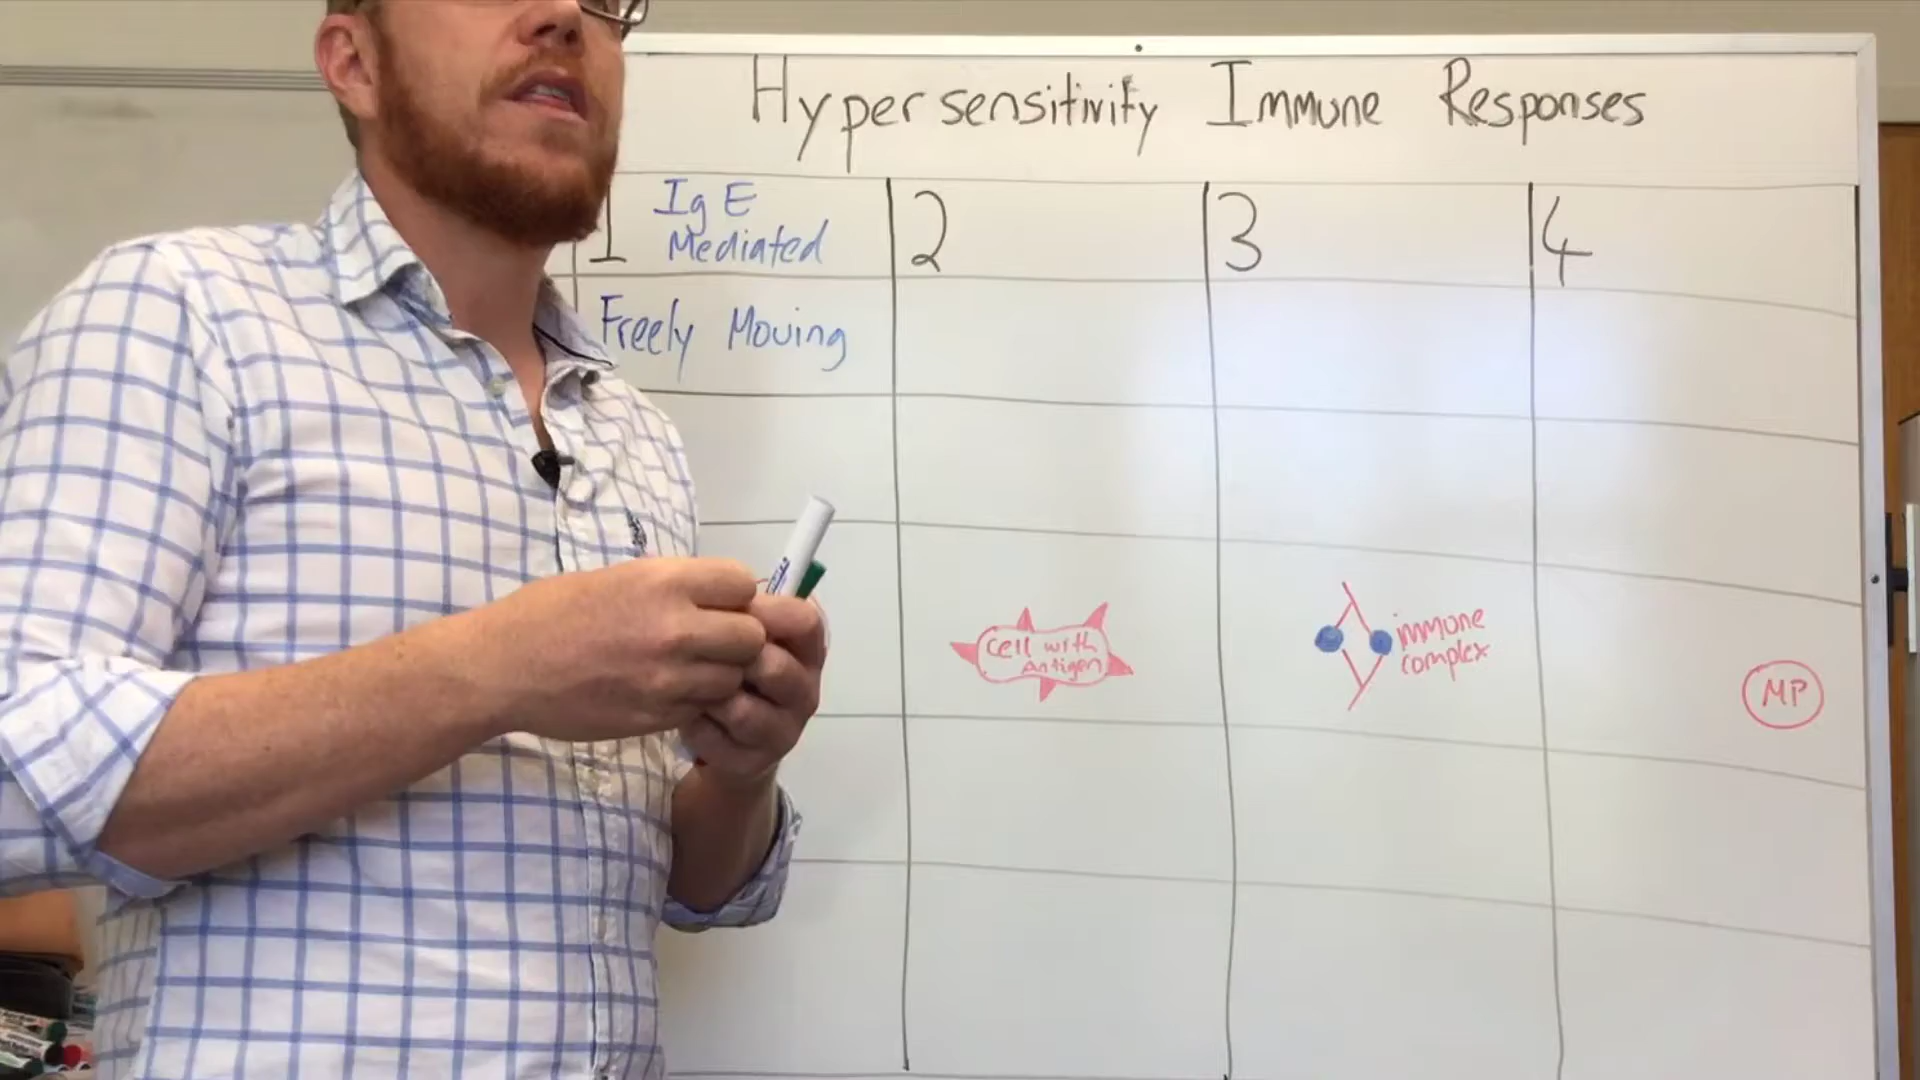 Hypersensitivity Immune Responses
1 IgE
Mediated
2
3
4
Freely Moving
Cell with
Antigen
immune
complex
MP